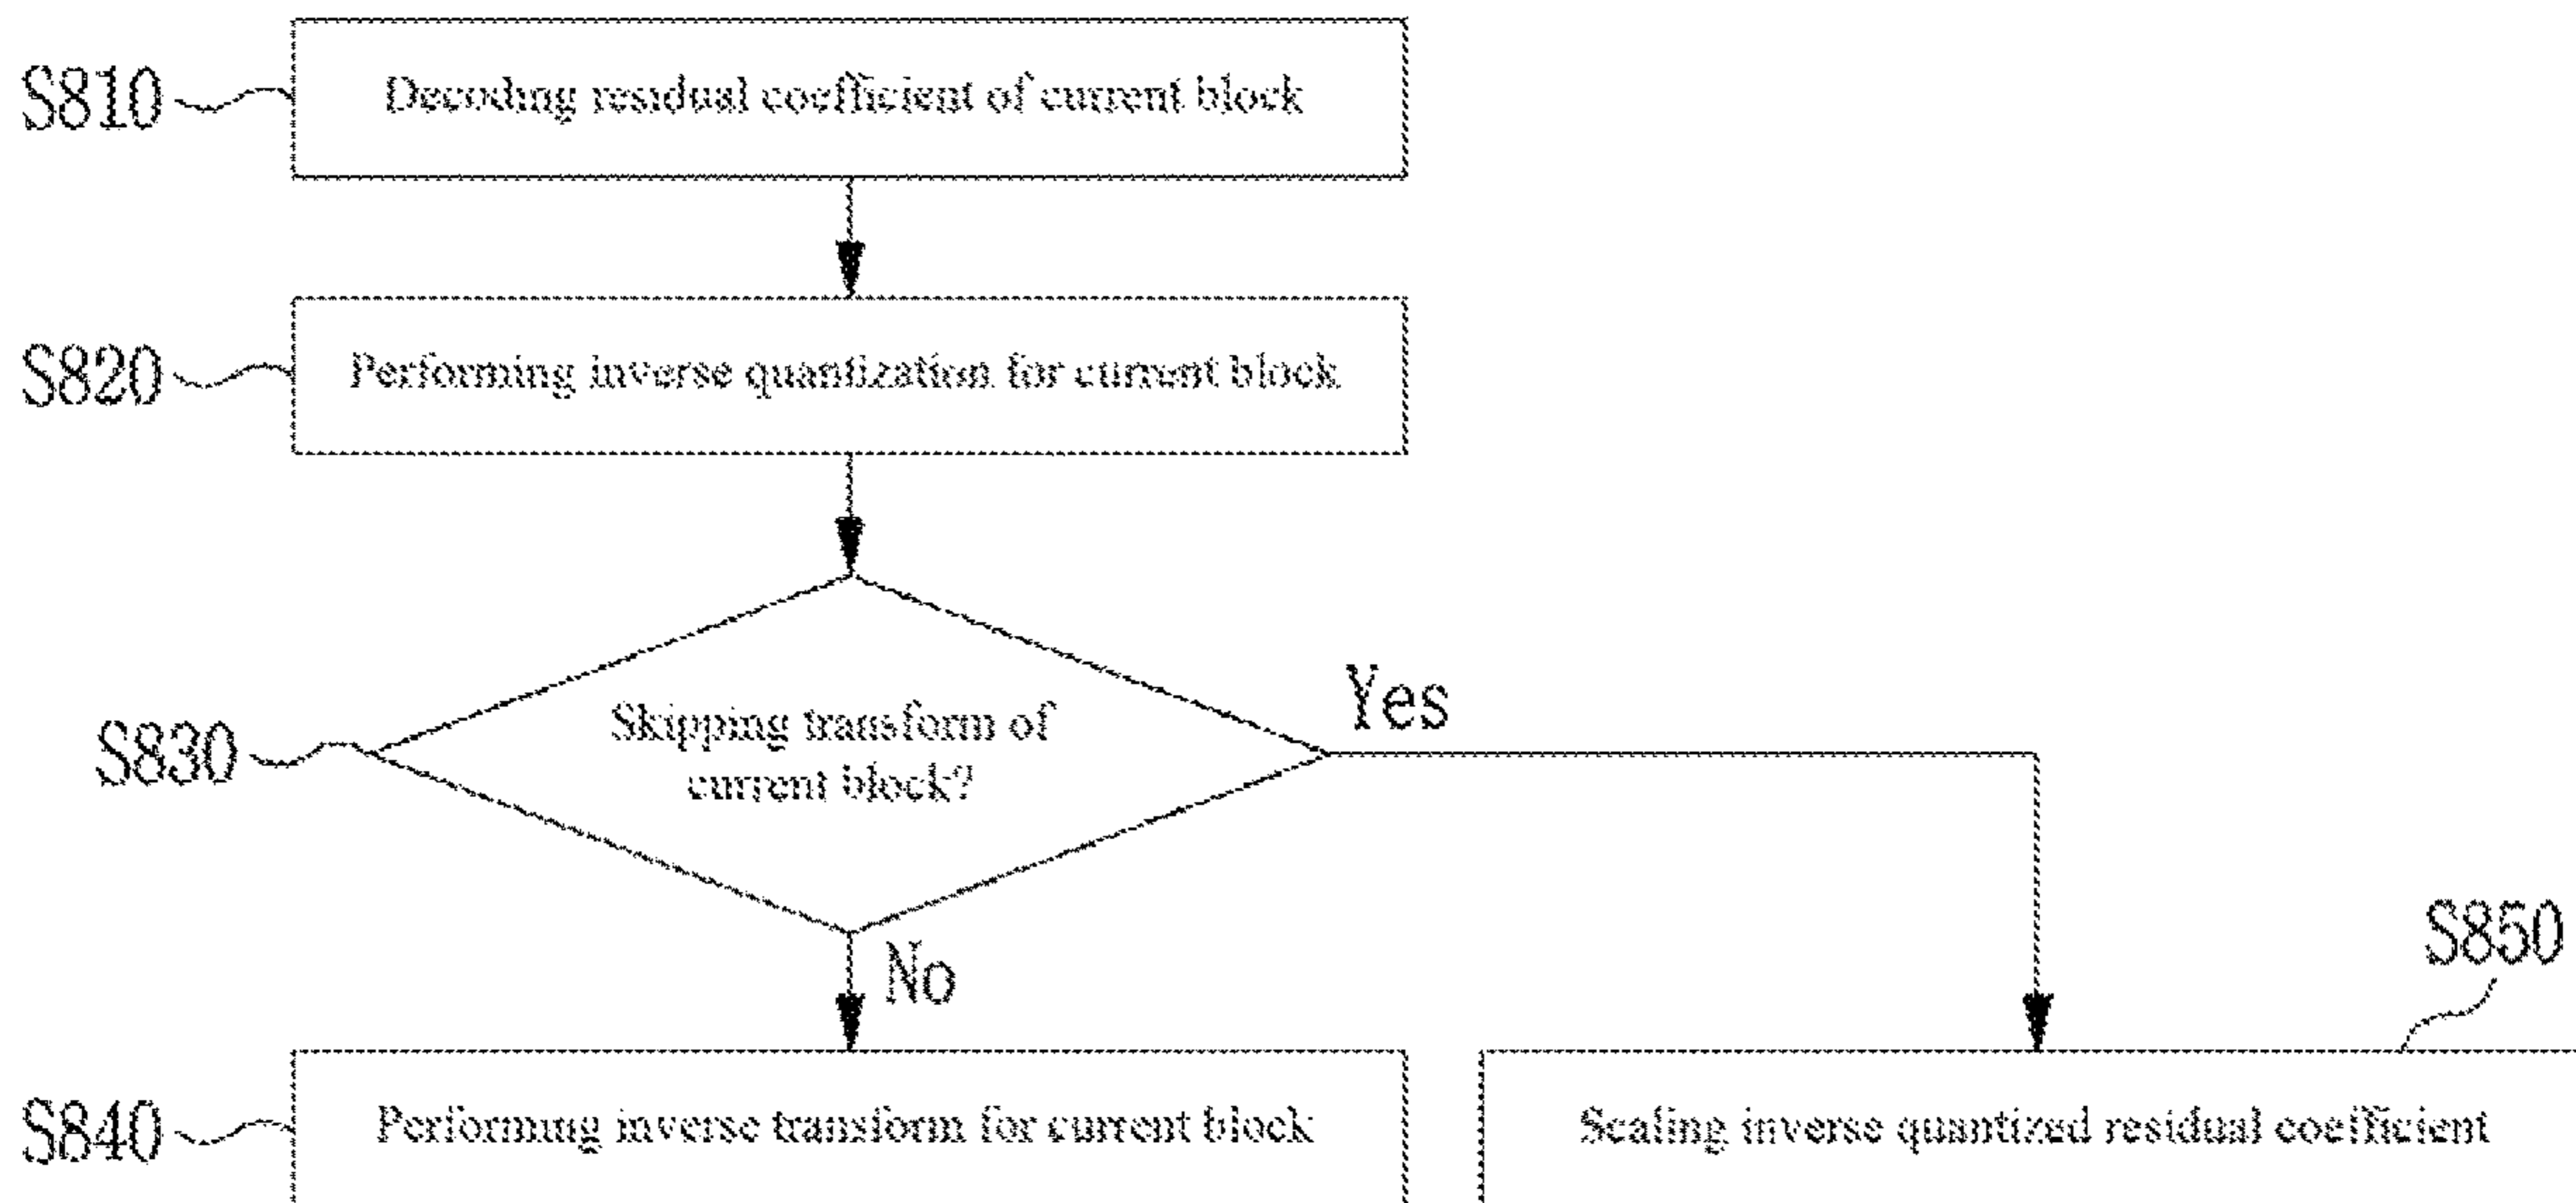 S810
Decoding residual coefficient of current block
S820
Performing inverse quantization for current block
S830
Skipping transform of
current block?
Yes
No
S850
S840
Performing inverse transform for current block
Scaling inverse quantized residual coefficient